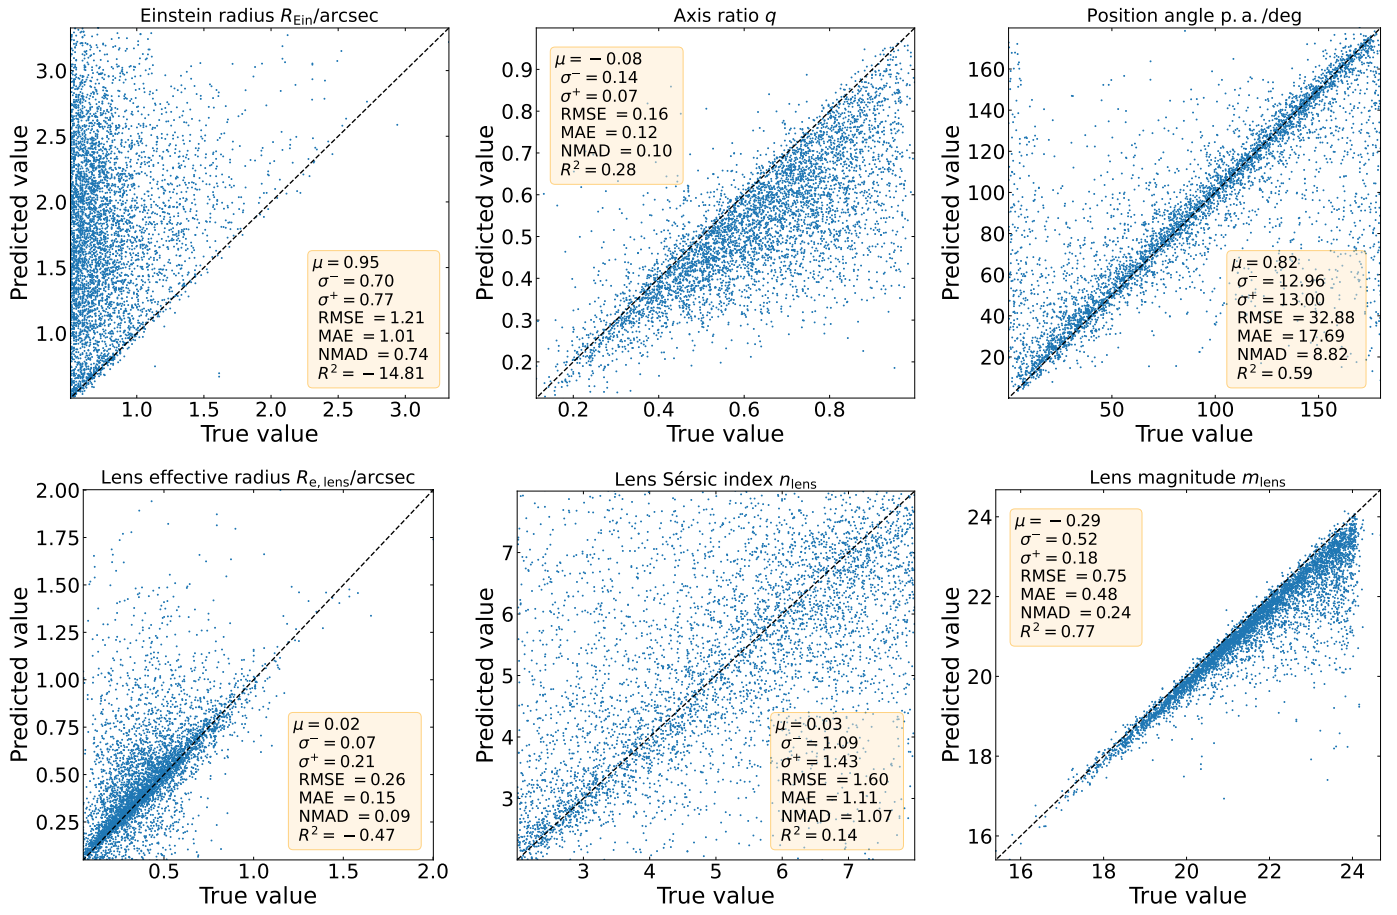 Einstein radius R_Ein/arcsec
3.0
2.5
2.0
1.5
1.0
Predicted value
μ = 0.95
σ⁻ = 0.70
σ⁺ = 0.77
RMSE = 1.21
MAE = 1.01
NMAD = 0.74
R² = −14.81
1.0 1.5 2.0 2.5 3.0
True value
Axis ratio q
0.9
0.8
0.7
0.6
0.5
0.4
0.3
0.2
Predicted value
μ = −0.08
σ⁻ = 0.14
σ⁺ = 0.07
RMSE = 0.16
MAE = 0.12
NMAD = 0.10
R² = 0.28
0.2 0.4 0.6 0.8
True value
Position angle p. a./deg
160
140
120
100
80
60
40
20
Predicted value
μ = 0.82
σ⁻ = 12.96
σ⁺ = 13.00
RMSE = 32.88
MAE = 17.69
NMAD = 8.82
R² = 0.59
50 100 150
True value
Lens effective radius R_e, lens/arcsec
2.00
1.75
1.50
1.25
1.00
0.75
0.50
0.25
Predicted value
μ = 0.02
σ⁻ = 0.07
σ⁺ = 0.21
RMSE = 0.26
MAE = 0.15
NMAD = 0.09
R² = −0.47
0.5 1.0 1.5 2.0
True value
Lens Sérsic index n_lens
7
6
5
4
3
Predicted value
μ = 0.03
σ⁻ = 1.09
σ⁺ = 1.43
RMSE = 1.60
MAE = 1.11
NMAD = 1.07
R² = 0.14
3 4 5 6 7
True value
Lens magnitude m_lens
24
22
20
18
16
Predicted value
μ = −0.29
σ⁻ = 0.52
σ⁺ = 0.18
RMSE = 0.75
MAE = 0.48
NMAD = 0.24
R² = 0.77
16 18 20 22 24
True value